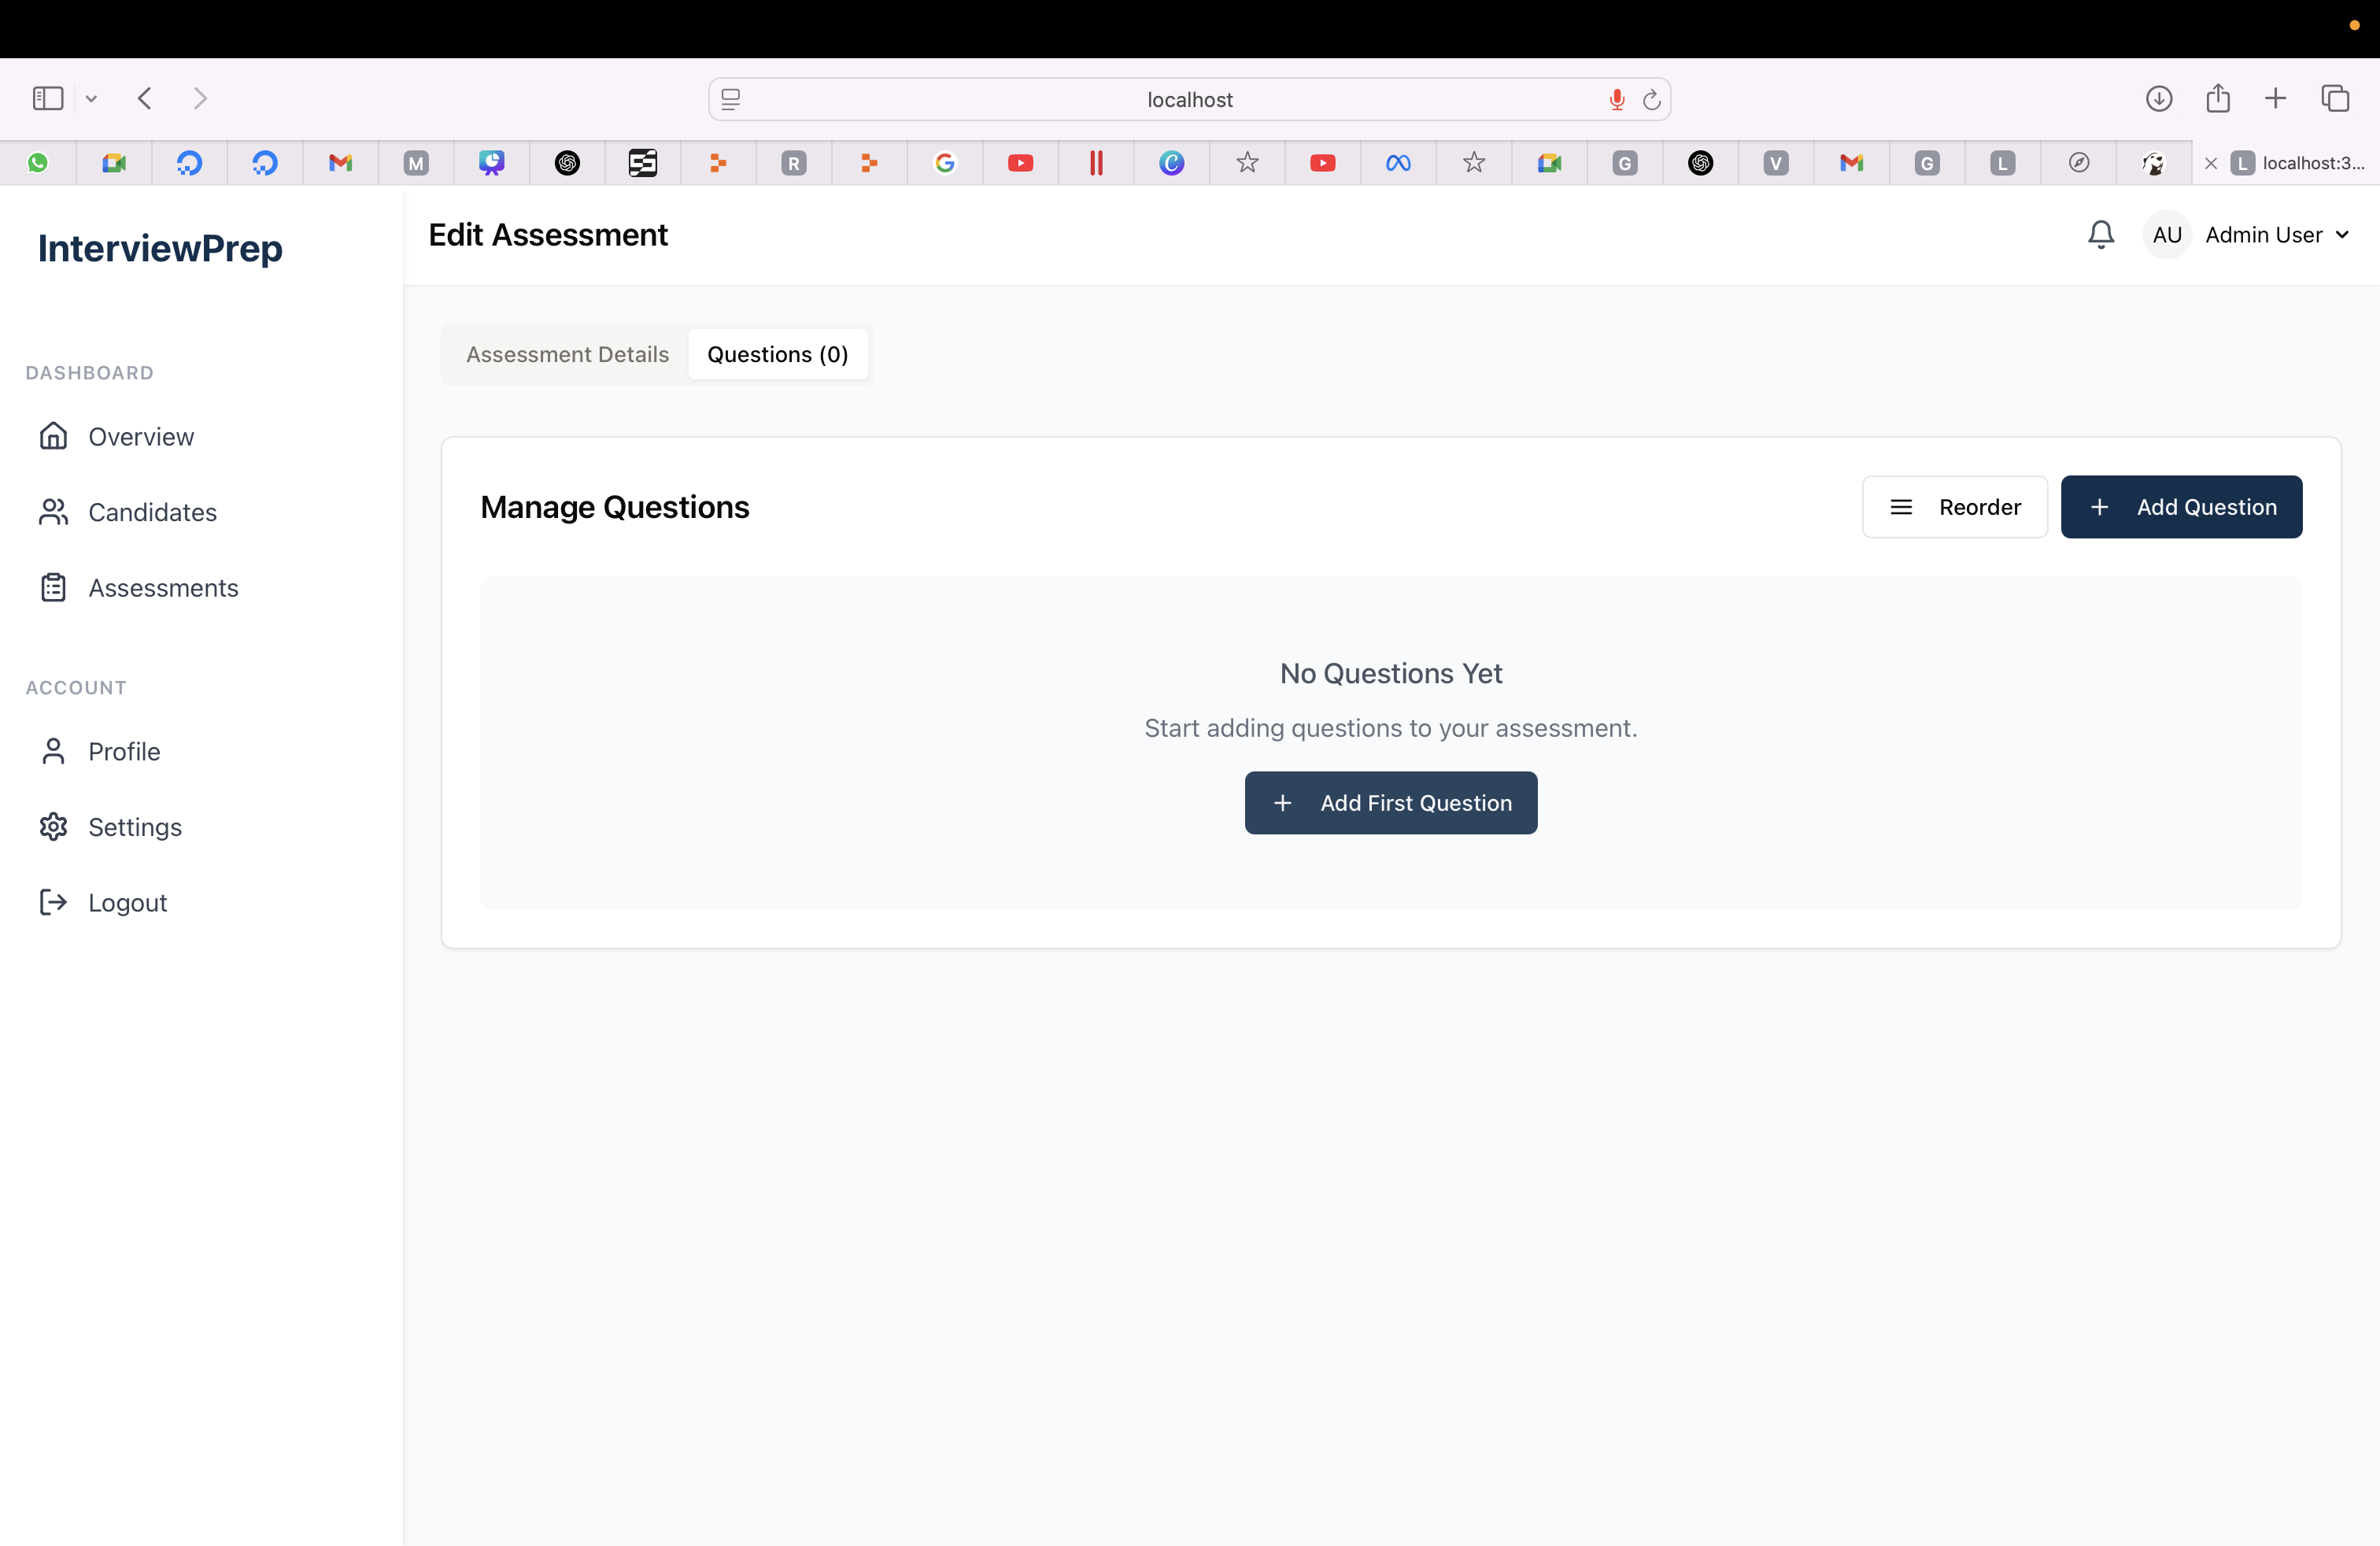 localhost
M
R
G
V
G
L
L localhost:3...
InterviewPrep
Edit Assessment
AU Admin User
DASHBOARD
Overview
Candidates
Assessments
ACCOUNT
Profile
Settings
Logout
Assessment Details Questions (0)
Manage Questions
Reorder
Add Question
No Questions Yet
Start adding questions to your assessment.
Add First Question